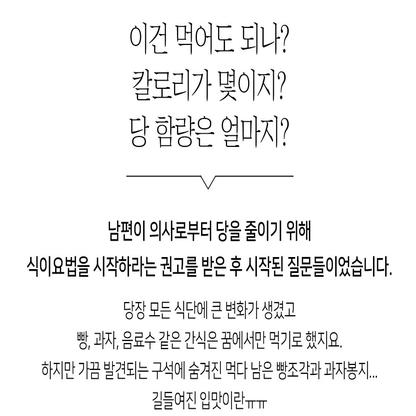 이건 먹어도 되나?
칼로리가 몇이지?
당 함량은 얼마지?
남편이 의사로부터 당을 줄이기 위해
식이요법을 시작하라는 권고를 받은 후 시작된 질문들이었습니다.
당장 모든 식단에 큰 변화가 생겼고
빵, 과자, 음료수 같은 간식은 꿈에서만 먹기로 했지요.
하지만 가끔 발견되는 구석에 숨겨진 먹다 남은 빵조각과 과자봉지...
길들여진 입맛이란ㅠㅠ